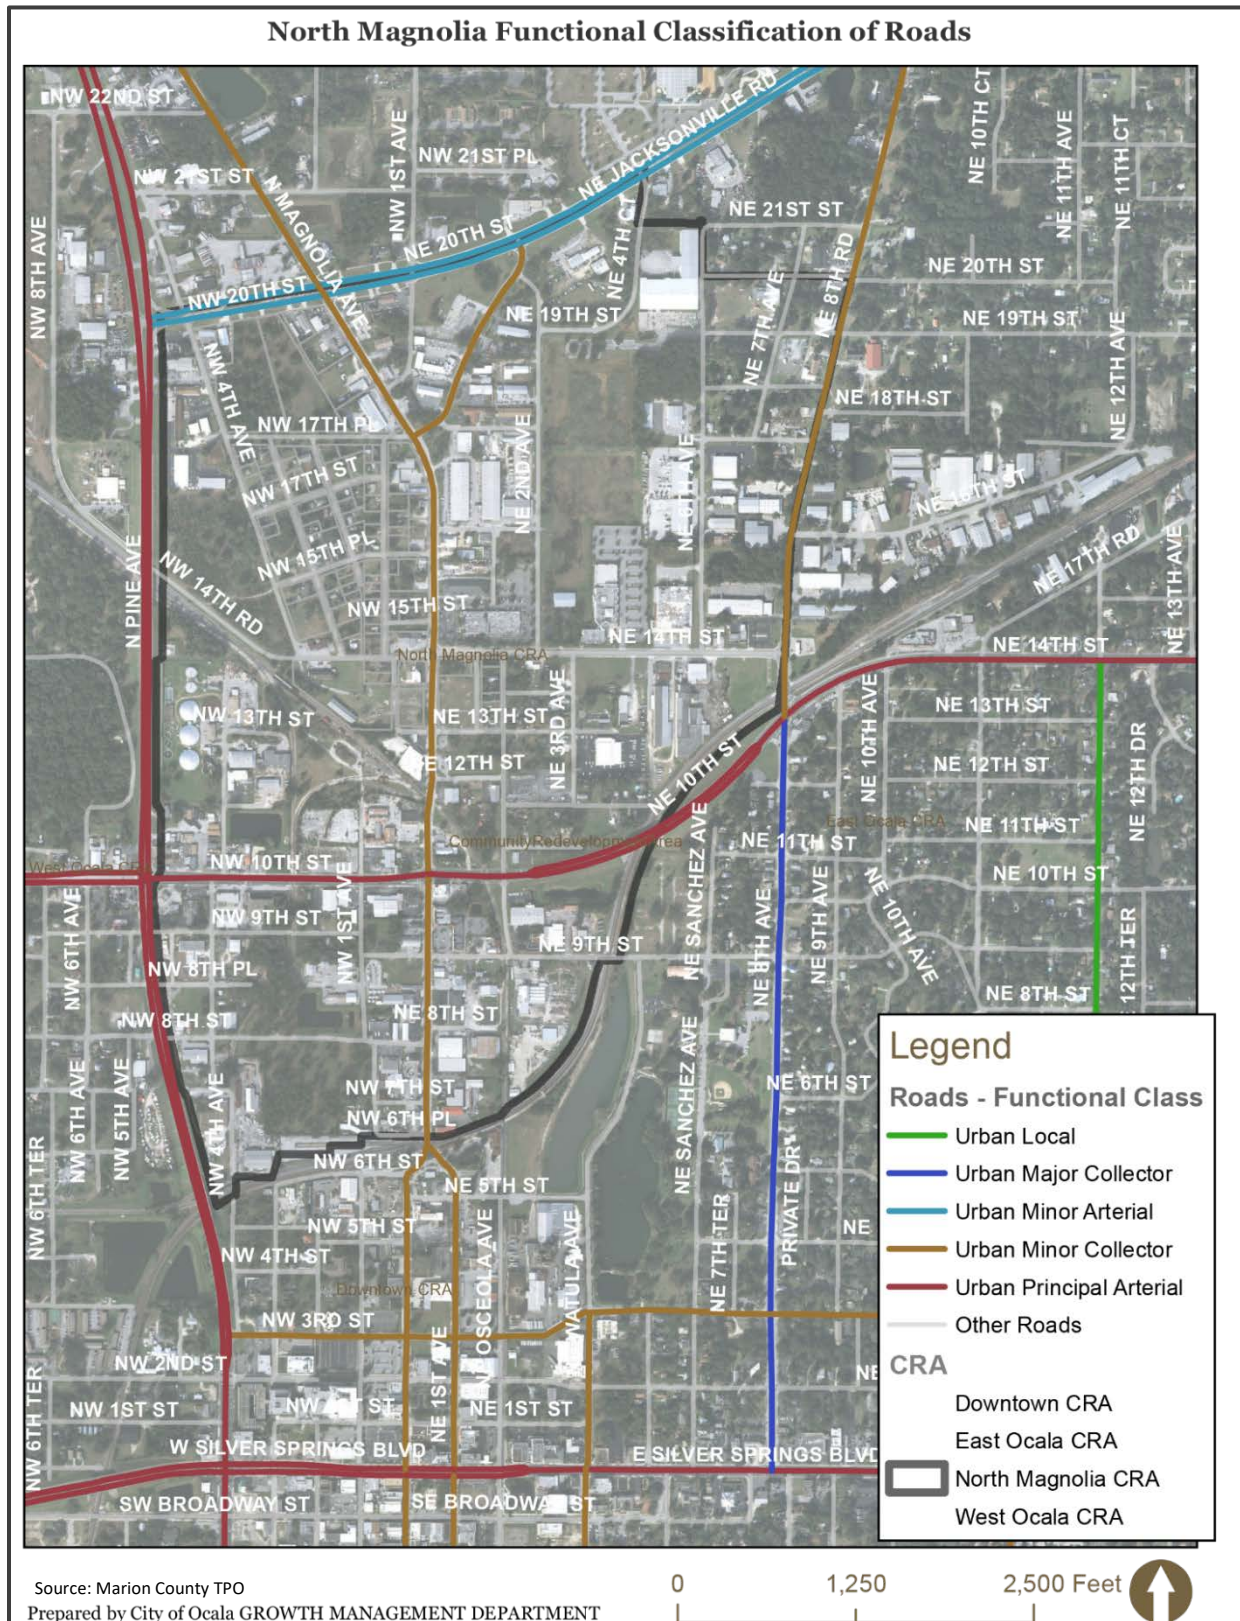 North Magnolia Functional Classification of Roads
NW 22ND ST
NE 10TH CT
NE 11TH AVE
NE 11TH CT
NE JACKSONVILLE RD
NW 1ST AVE
NW 21ST PL
NW 21ST ST
N MAGNOLIA AVE
NE 21ST ST
NE 4TH CT
NE 20TH ST
NW 8TH AVE
NE 8TH RD
NE 20TH ST
NW 20TH ST
NE 7TH AVE
NE 19TH ST
NE 19TH ST
NE 12TH AVE
NW 4TH AVE
NE 18TH ST
NW 17TH PL
NE 2ND AVE
NE 5TH AVE
NW 17TH ST
NE 16TH ST
N PINE AVE
NW 14TH RD
NW 15TH PL
NE 17TH RD
NE 13TH AVE
NW 15TH ST
NE 14TH ST
NE 14TH ST
North Magnolia CRA
NE 3RD AVE
NE 10TH AVE
NW 13TH ST
NE 13TH ST
NE 13TH ST
NE 12TH DR
NE 12TH ST
NE 12TH ST
NE 10TH ST
NE SANCHEZ AVE
East Ocala CRA
NE 11TH ST
NE 11TH ST
Community Redevelopment Area
West Ocala CRA
NW 10TH ST
NE 10TH ST
NW 1ST AVE
NW 6TH AVE
NW 9TH ST
NE 9TH ST
NE 8TH AVE
NE 9TH AVE
NE 10TH AVE
NW 8TH PL
12TH TER
NE 8TH ST
NW 8TH ST
NE 8TH ST
NE SANCHEZ AVE
NW 6TH AVE
NW 5TH AVE
NW 4TH AVE
NW 7TH ST
NE 6TH ST
NW 6TH PL
NW 6TH ST
NE 5TH ST
NW 6TH TER
NW 5TH ST
NE
NW 4TH ST
OSCEOLA AVE
WATULA AVE
NE 7TH TER
PRIVATE DR
Downtown CRA
NW 3RD ST
NW 2ND ST
NE 1ST AVE
NE
NW 6TH TER
NW 1ST ST
NW 1ST ST
NE 1ST ST
W SILVER SPRINGS BLVD
E SILVER SPRINGS BLVD
SW BROADWAY ST
SE BROADWAY ST
Legend
Roads - Functional Class
Urban Local
Urban Major Collector
Urban Minor Arterial
Urban Minor Collector
Urban Principal Arterial
Other Roads
CRA
Downtown CRA
East Ocala CRA
North Magnolia CRA
West Ocala CRA
Source: Marion County TPO
Prepared by City of Ocala GROWTH MANAGEMENT DEPARTMENT
0 1,250 2,500 Feet